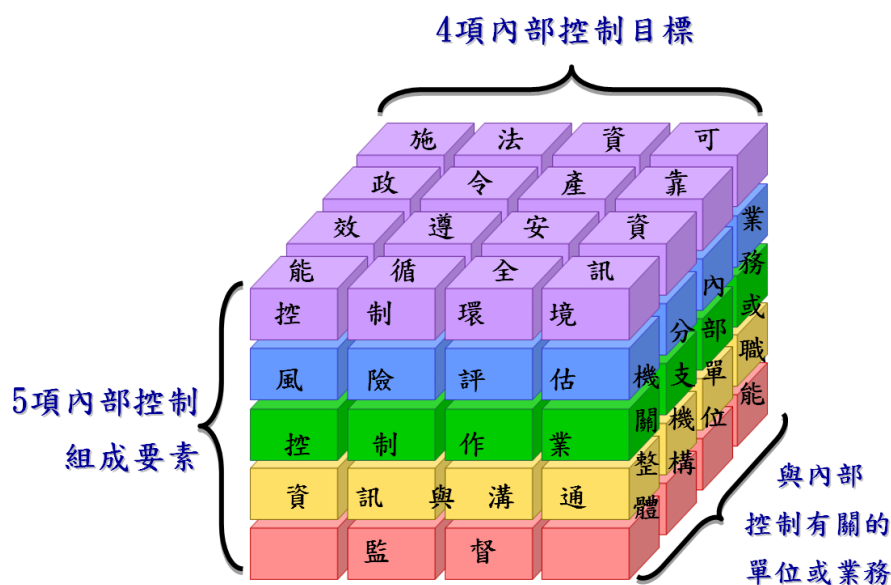 4項內部控制目標
施政效能
法令遵循
資產安全
可靠資訊
5項內部控制
組成要素
控制環境
風險評估
控制作業
資訊與溝通
監督
機關整體
分支機構
內部單位
業務或職能
與內部
控制有關的
單位或業務